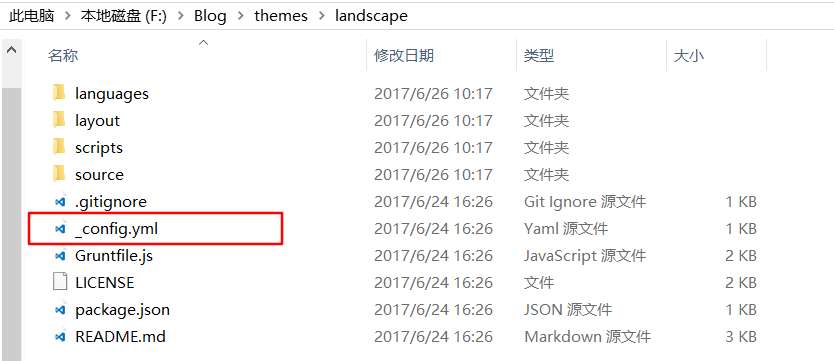 此电脑 > 本地磁盘 (F:) > Blog > themes > landscape
名称 修改日期 类型 大小
languages 2017/6/26 10:17 文件夹
layout 2017/6/26 10:17 文件夹
scripts 2017/6/26 10:17 文件夹
source 2017/6/26 10:17 文件夹
.gitignore 2017/6/24 16:26 Git Ignore 源文件 1 KB
_config.yml 2017/6/24 16:26 Yaml 源文件 1 KB
Gruntfile.js 2017/6/24 16:26 JavaScript 源文件 2 KB
LICENSE 2017/6/24 16:26 文件 2 KB
package.json 2017/6/24 16:26 JSON 源文件 1 KB
README.md 2017/6/24 16:26 Markdown 源文件 3 KB